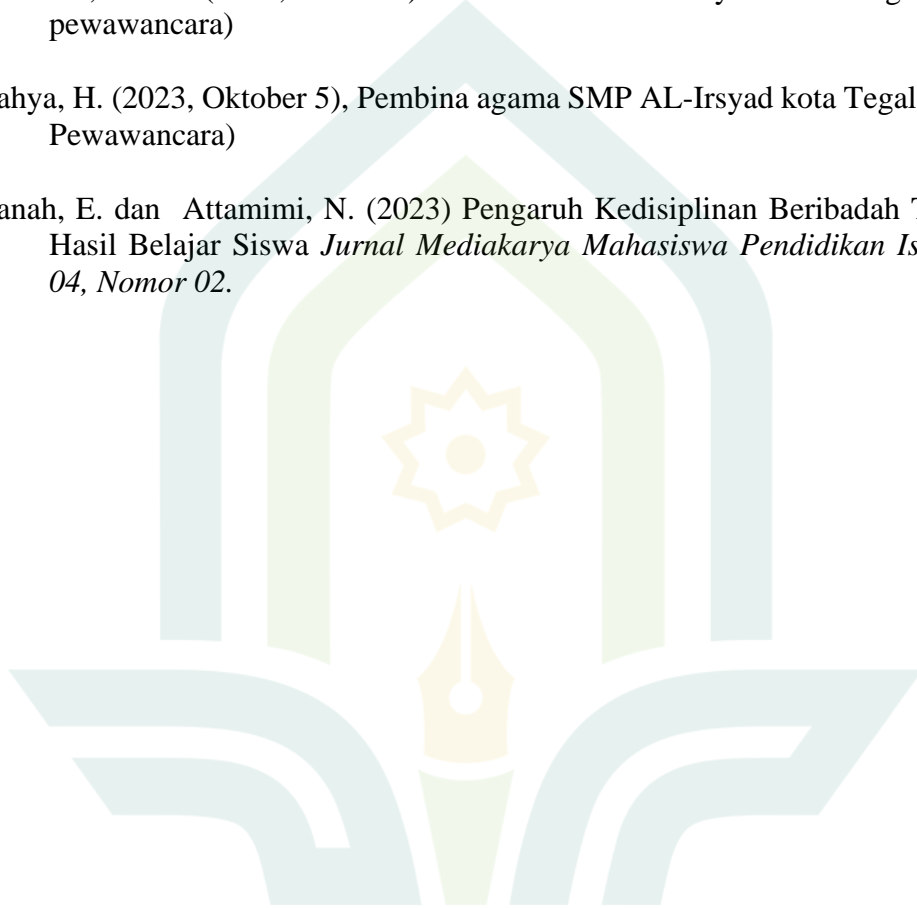 pewawancara)
ahya, H. (2023, Oktober 5), Pembina agama SMP AL-Irsyad kota Tegal
Pewawancara)
anah, E. dan Attamimi, N. (2023) Pengaruh Kedisiplinan Beribadah T
Hasil Belajar Siswa Jurnal Mediakarya Mahasiswa Pendidikan Is
04, Nomor 02.